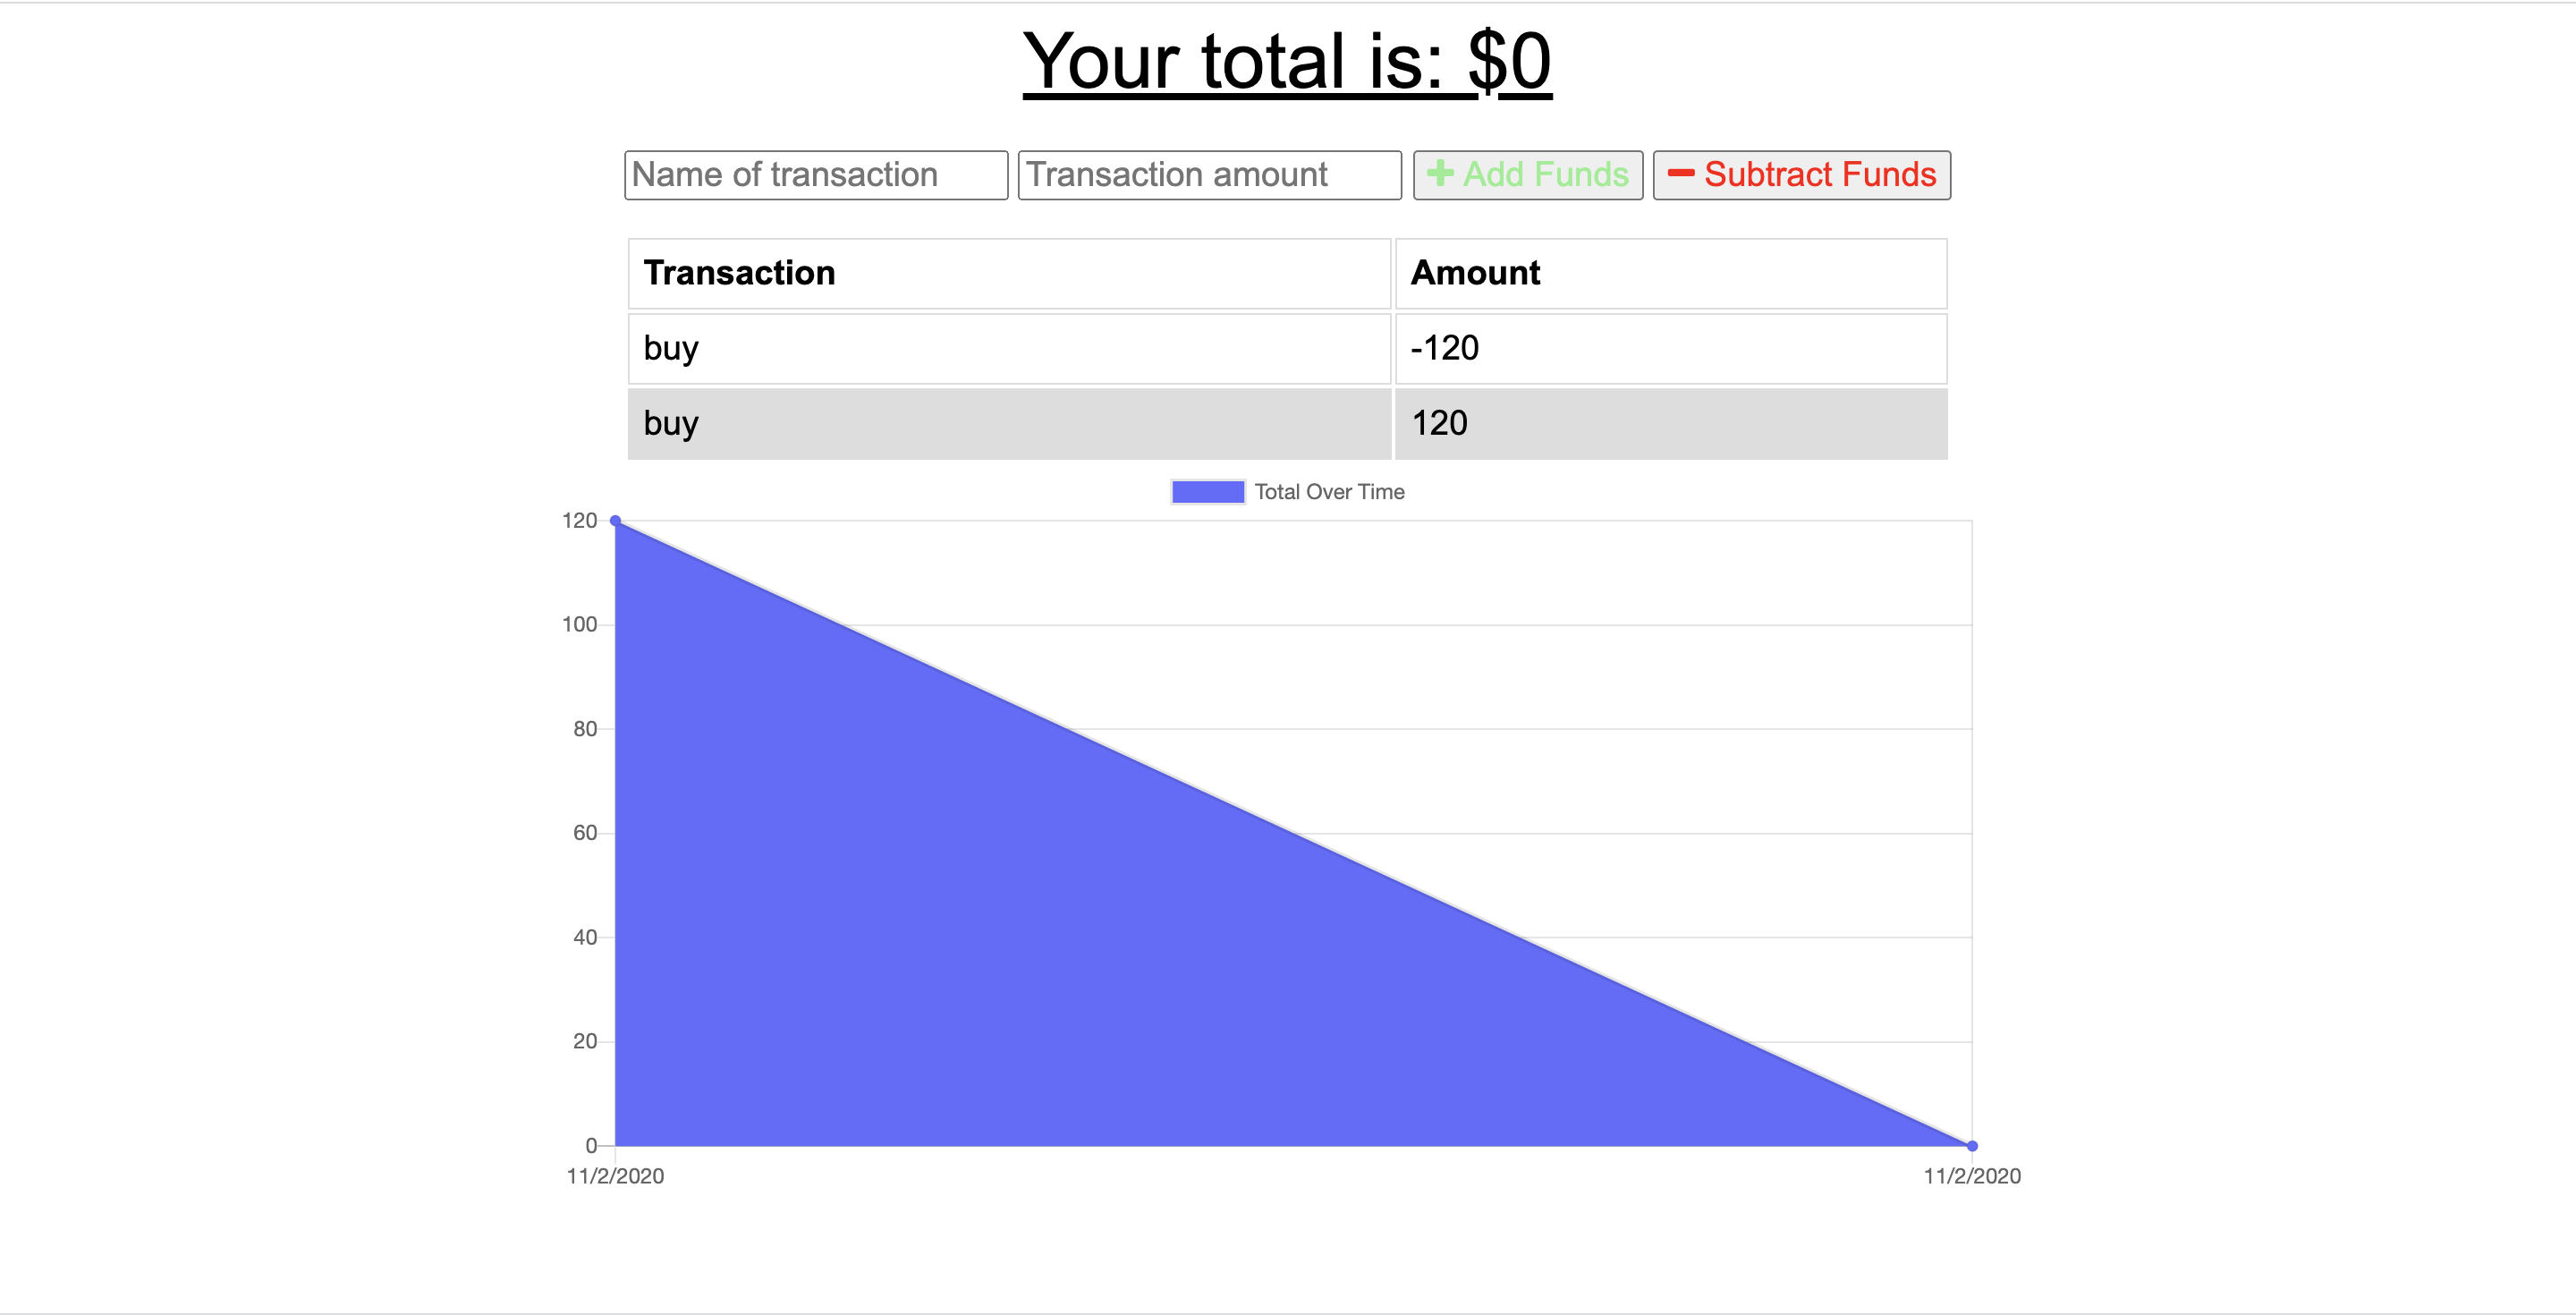 Your total is: $0
Name of transaction Transaction amount Add Funds Subtract Funds
Transaction Amount
buy -120
buy 120
Total Over Time
120
100
80
60
40
20
0
11/2/2020 11/2/2020